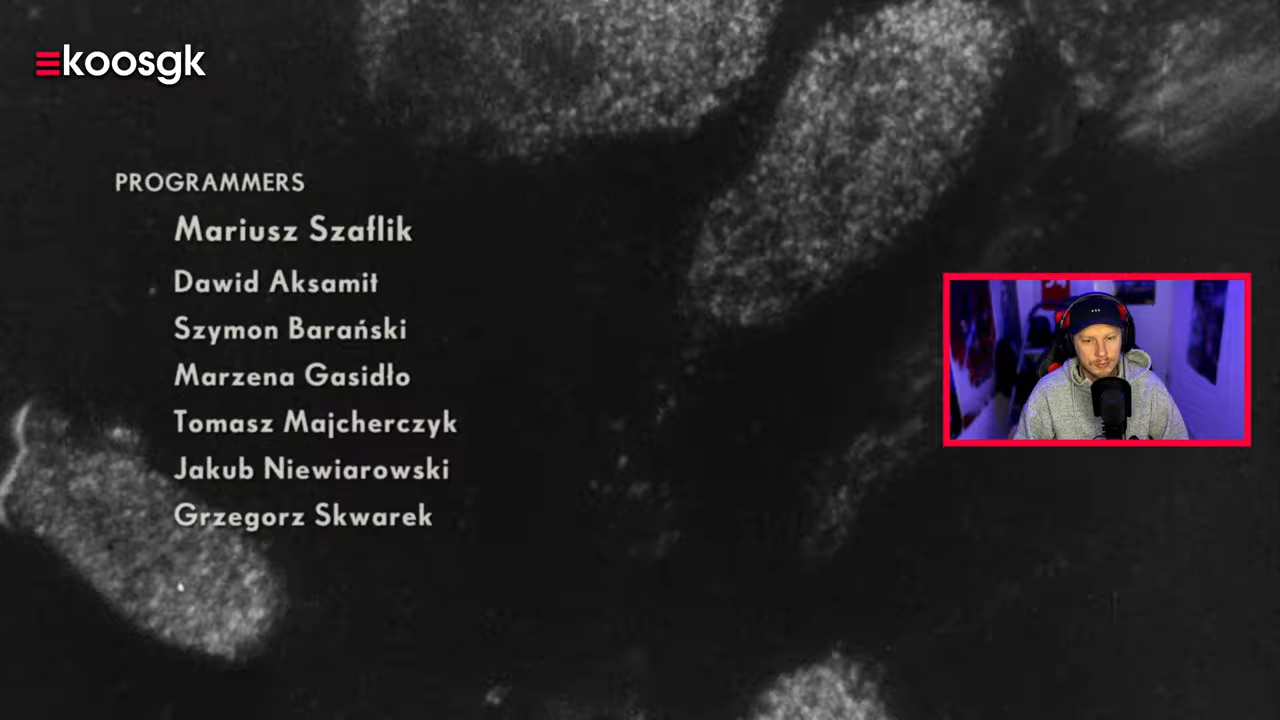 koosgk
PROGRAMMERS
Mariusz Szaflik
Dawid Aksamit
Szymon Barański
Marzena Gasidło
Tomasz Majcherczyk
Jakub Niewiarowski
Grzegorz Skwarek